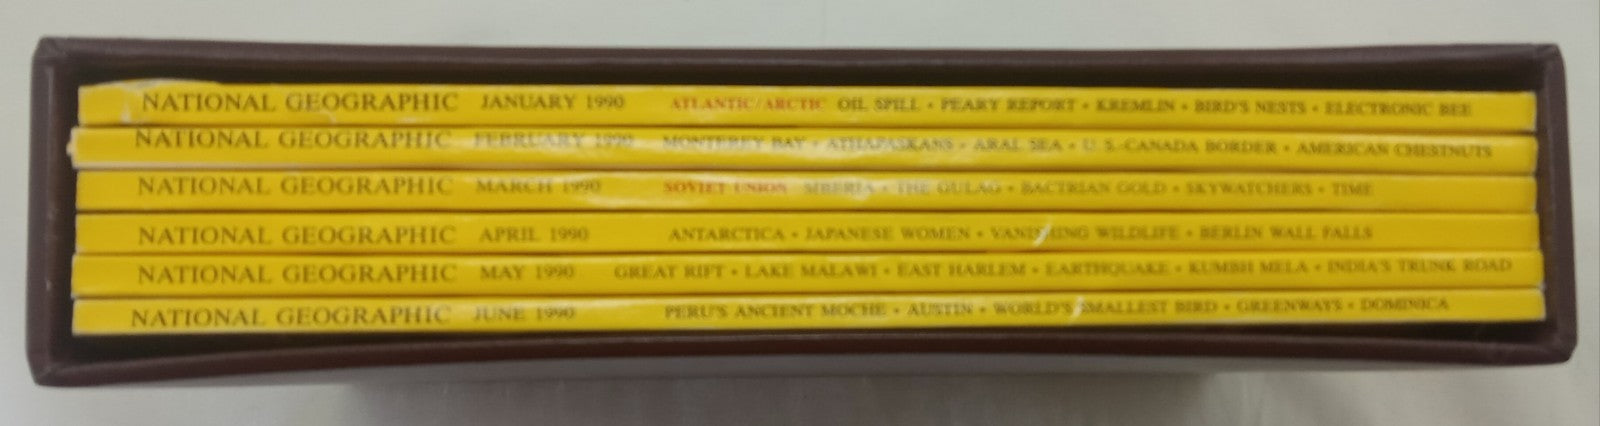 NATIONAL GEOGRAPHIC JANUARY 1990 ATLANTIC/ARCTIC OIL SPILL • PEARY REPORT • KREMLIN • BIRD'S NESTS • ELECTRONIC BEE
NATIONAL GEOGRAPHIC FEBRUARY 1990 MONTEREY BAY • ATHAPASKANS • ARAL SEA • U.S.-CANADA BORDER • AMERICAN CHESTNUTS
NATIONAL GEOGRAPHIC MARCH 1990 SOVIET UNION SIBERIA • THE GULAG • BACTRIAN GOLD • SKYWATCHERS • TIME
NATIONAL GEOGRAPHIC APRIL 1990 ANTARCTICA • JAPANESE WOMEN • VANISHING WILDLIFE • BERLIN WALL FALLS
NATIONAL GEOGRAPHIC MAY 1990 GREAT RIFT • LAKE MALAWI • EAST HARLEM • EARTHQUAKE • KUMBH MELA • INDIA'S TRUNK ROAD
NATIONAL GEOGRAPHIC JUNE 1990 PERU'S ANCIENT MOCHE • AUSTIN • WORLD'S SMALLEST BIRD • GREENWAYS • DOMINICA